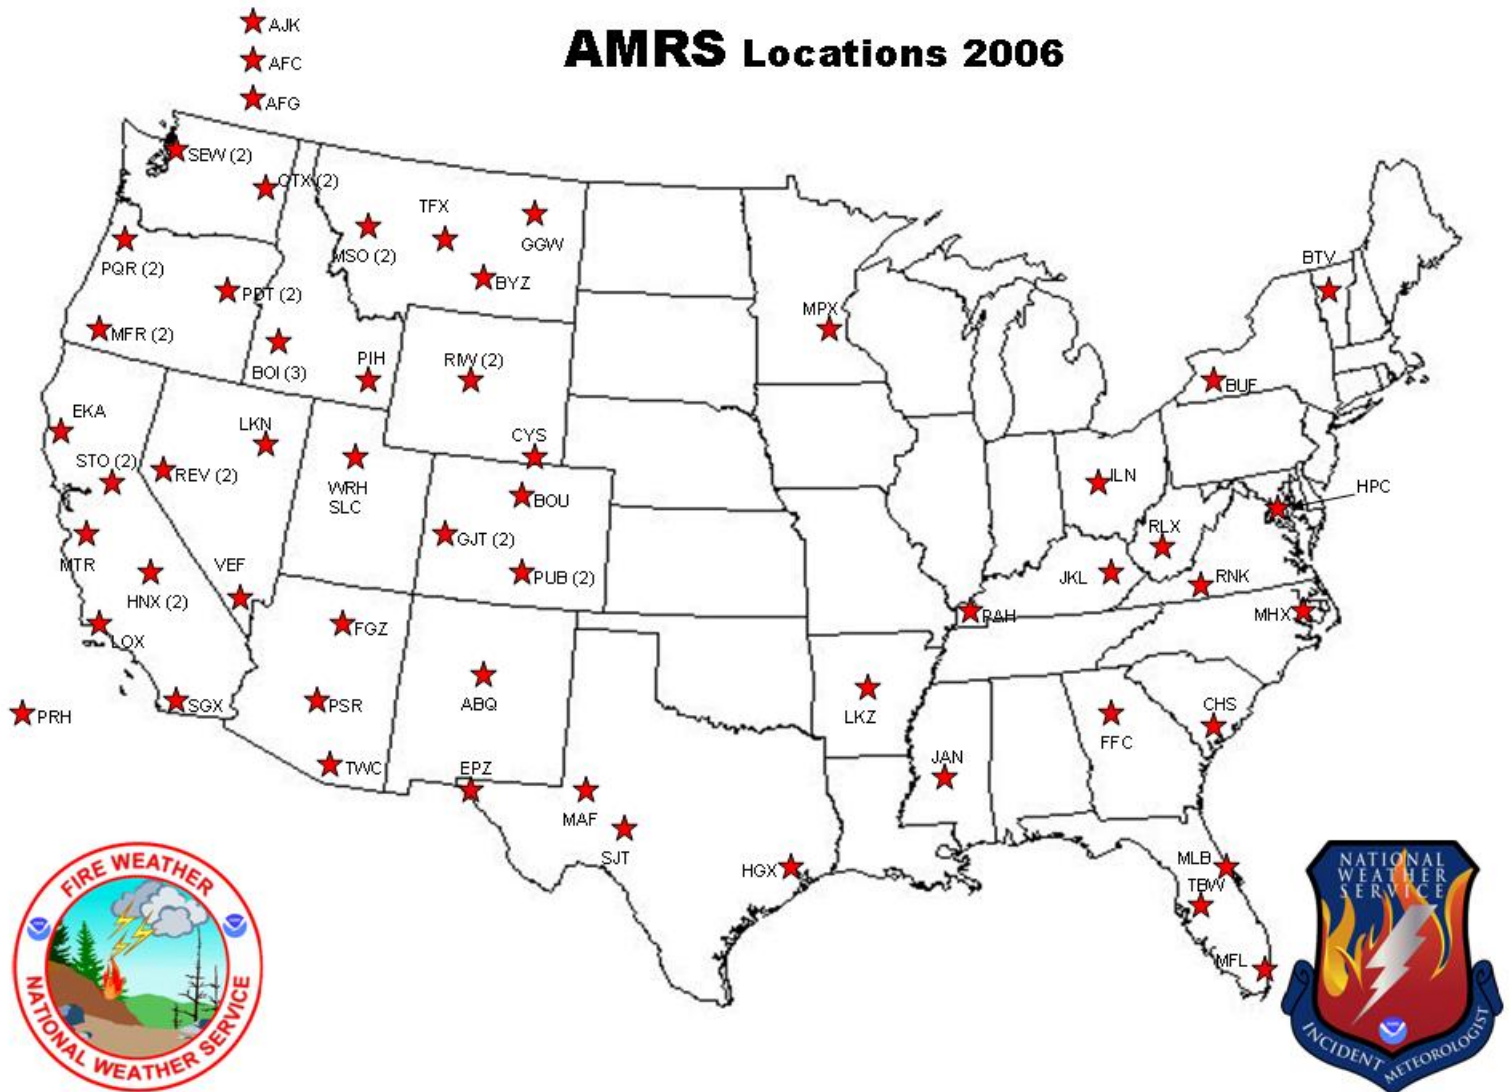 AMRS Locations 2006
AJK
AFC
AFG
SEW (2)
OTX (2)
TFX
GGW
MSO (2)
PQR (2)
BYZ
BTV
PDT (2)
MFR (2)
MPX
BOI (3)
PIH
RIW (2)
BUF
EKA
LKN
CYS
STO (2)
REV (2)
WRH
SLC
BOU
ILN
HPC
MTR
VEF
GJT (2)
RLX
HNX (2)
PUB (2)
JKL
RNK
LOX
FGZ
PAH
MHX
PRH
SGX
PSR
ABQ
LKZ
CHS
FFC
TWC
EPZ
JAN
MAF
SJT
HGX
MLB
TBW
MFL
FIRE WEATHER
NATIONAL WEATHER SERVICE
NATIONAL
WEATHER
SERVICE
INCIDENT METEOROLOGIST